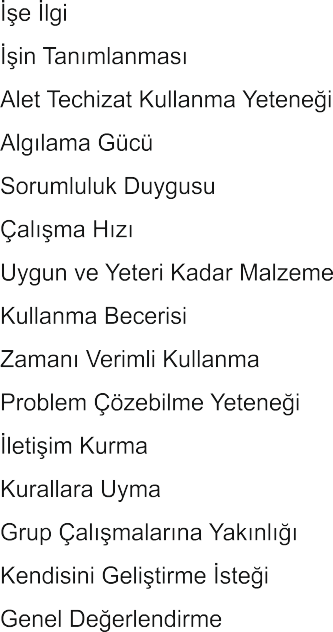 İşe İlgi
İşin Tanımlanması
Alet Techizat Kullanma Yeteneği
Algılama Gücü
Sorumluluk Duygusu
Çalışma Hızı
Uygun ve Yeteri Kadar Malzeme
Kullanma Becerisi
Zamanı Verimli Kullanma
Problem Çözebilme Yeteneği
İletişim Kurma
Kurallara Uyma
Grup Çalışmalarına Yakınlığı
Kendisini Geliştirme İsteği
Genel Değerlendirme